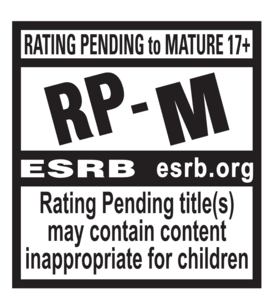 RATING PENDING to MATURE 17+
RP-M
ESRB esrb.org
Rating Pending title(s)
may contain content
inappropriate for children